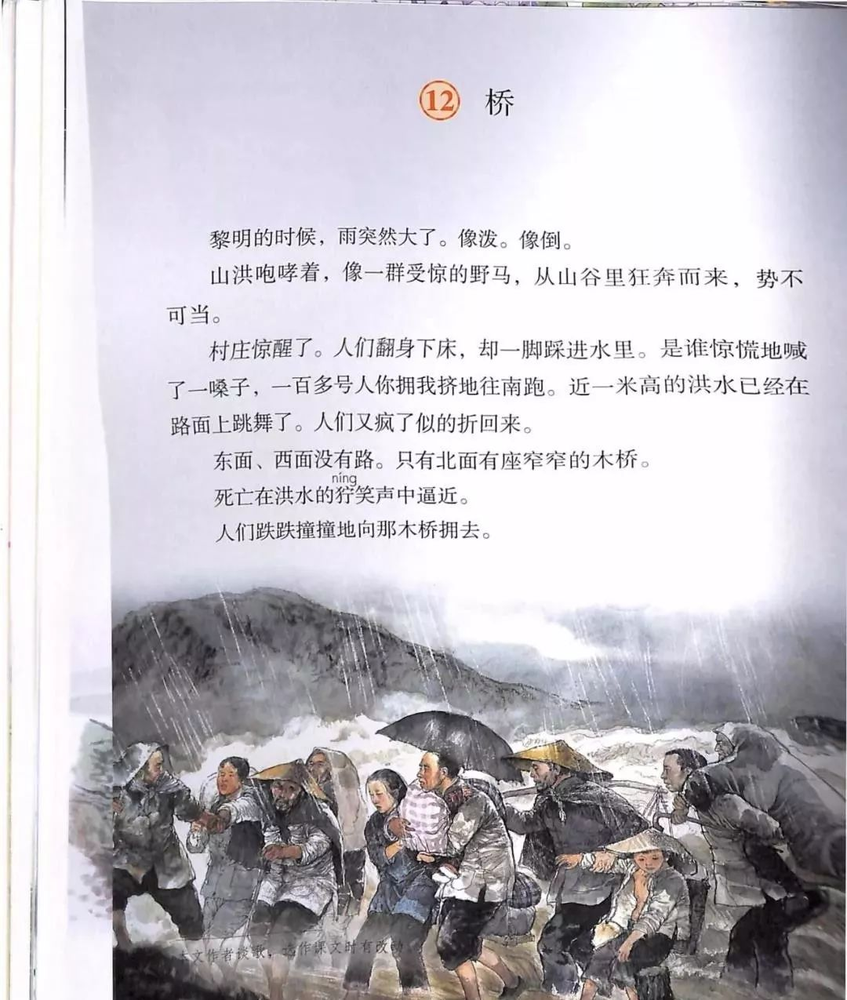 12 桥
黎明的时候，雨突然大了。像泼。像倒。
山洪咆哮着，像一群受惊的野马，从山谷里狂奔而来，势不
可当。
村庄惊醒了。人们翻身下床，却一脚踩进水里。是谁惊慌地喊
了一嗓子，一百多号人你拥我挤地往南跑。近一米高的洪水已经在
路面上跳舞了。人们又疯了似的折回来。
东面、西面没有路。只有北面有座窄窄的木桥。
níng
死亡在洪水的狞笑声中逼近。
人们跌跌撞撞地向那木桥拥去。
本文作者谈歌，选作课文时有改动